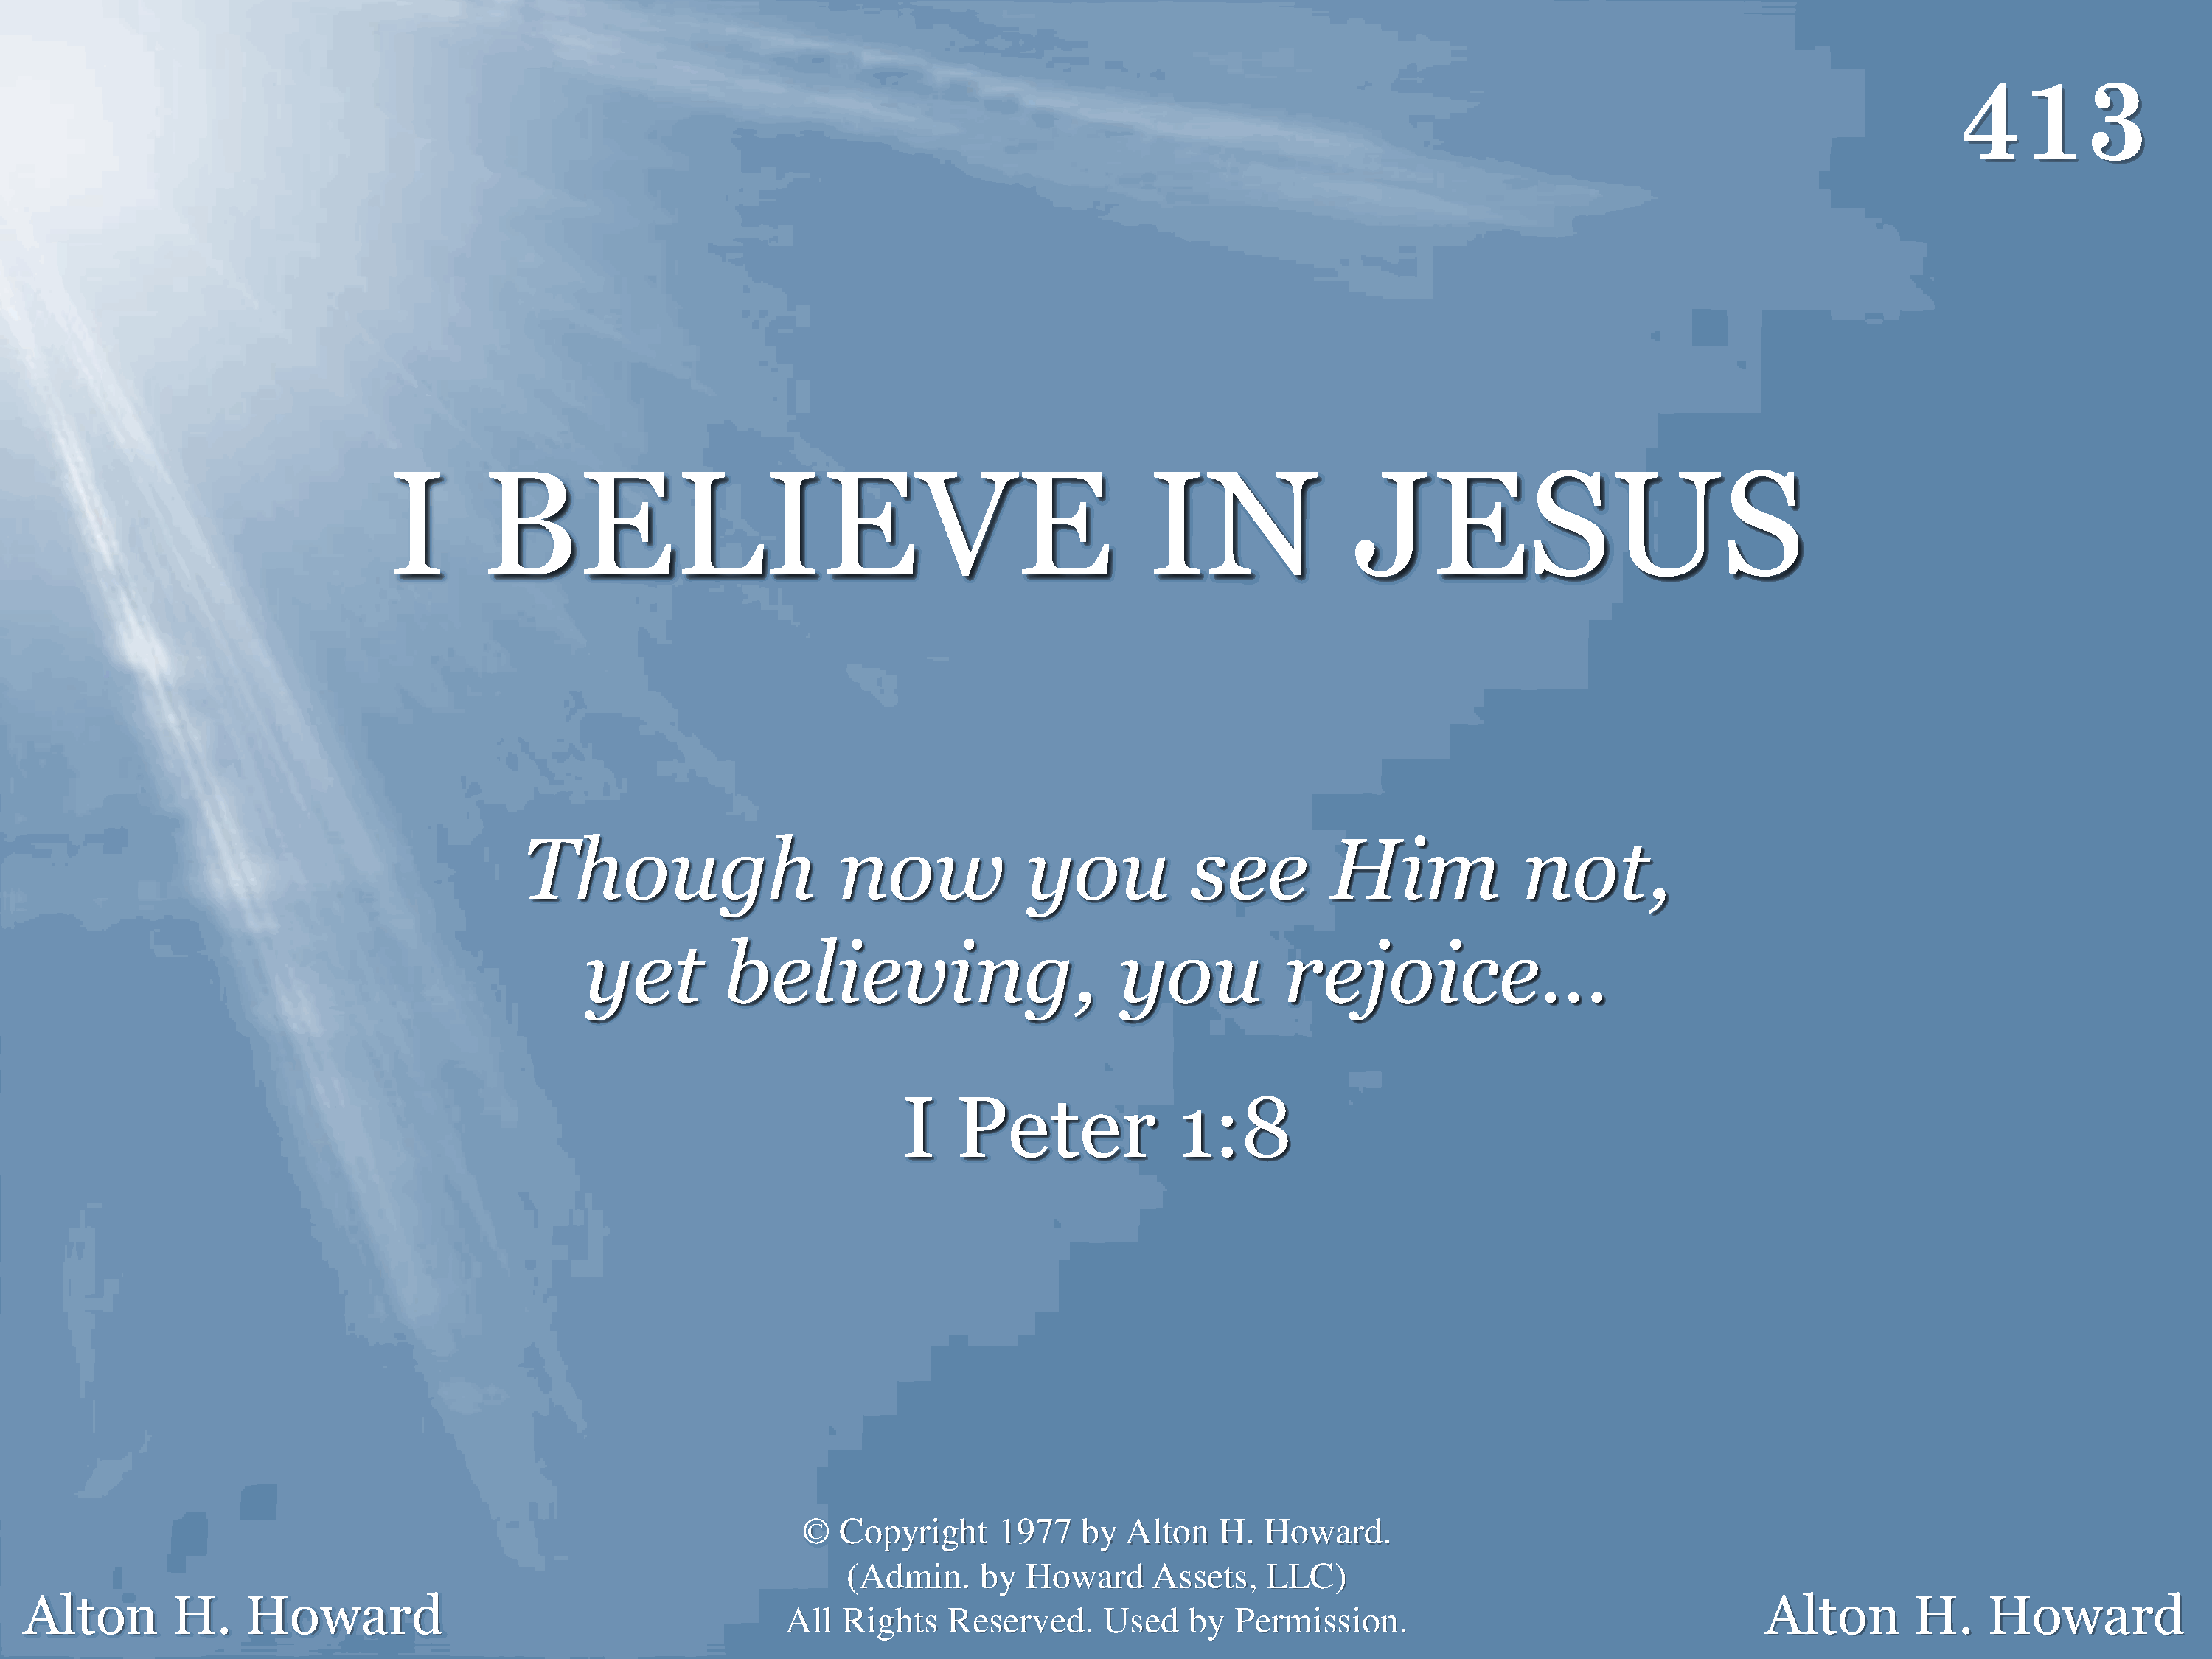 413
I BELIEVE IN JESUS
Though now you see Him not,
yet believing, you rejoice...
I Peter 1:8
© Copyright 1977 by Alton H. Howard.
(Admin. by Howard Assets, LLC)
All Rights Reserved. Used by Permission.
Alton H. Howard
Alton H. Howard